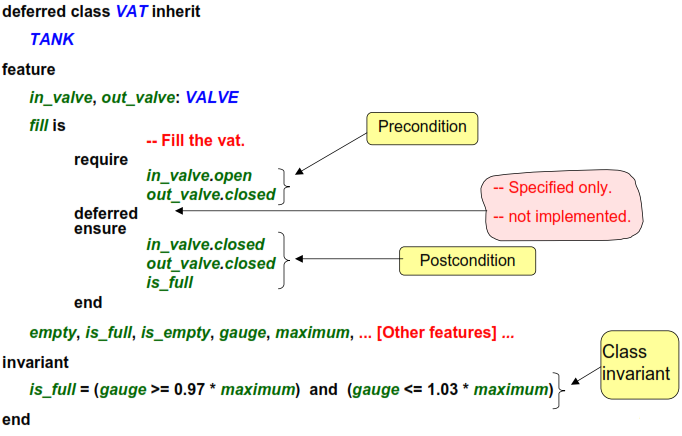 deferred class VAT inherit
TANK
feature
in_valve, out_valve: VALVE
fill is
-- Fill the vat.
Precondition
require
in_valve.open
out_valve.closed
-- Specified only.
-- not implemented.
deferred
ensure
in_valve.closed
out_valve.closed
is_full
Postcondition
end
empty, is_full, is_empty, gauge, maximum, ... [Other features] ...
invariant
is_full = (gauge >= 0.97 * maximum) and (gauge <= 1.03 * maximum)
Class
invariant
end